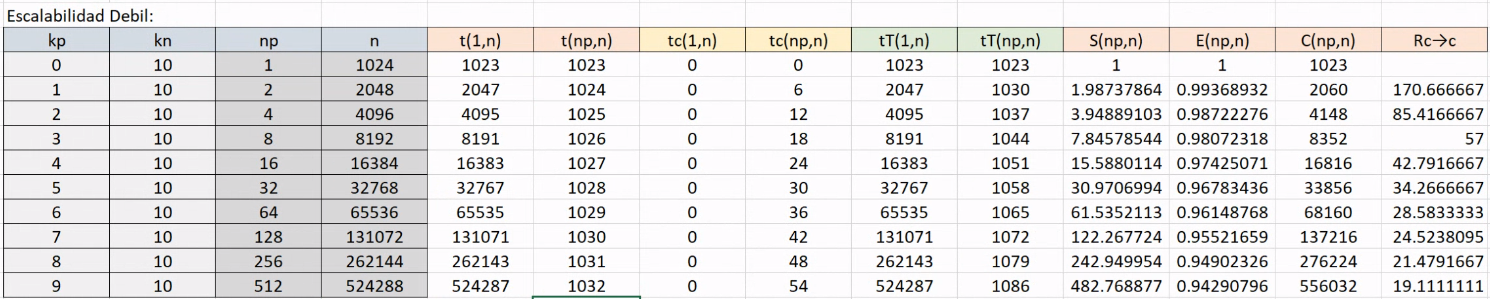 Escalabilidad Debil:
kp kn np n t(1,n) t(np,n) tc(1,n) tc(np,n) tT(1,n) tT(np,n) S(np,n) E(np,n) C(np,n) Rc→c
0 10 1 1024 1023 1023 0 0 1023 1023 1 1 1023
1 10 2 2048 2047 1024 0 6 2047 1030 1.98737864 0.99368932 2060 170.666667
2 10 4 4096 4095 1025 0 12 4095 1037 3.94889103 0.98722276 4148 85.4166667
3 10 8 8192 8191 1026 0 18 8191 1044 7.84578544 0.98072318 8352 57
4 10 16 16384 16383 1027 0 24 16383 1051 15.5880114 0.97425071 16816 42.7916667
5 10 32 32768 32767 1028 0 30 32767 1058 30.9706994 0.96783436 33856 34.2666667
6 10 64 65536 65535 1029 0 36 65535 1065 61.5352113 0.96148768 68160 28.5833333
7 10 128 131072 131071 1030 0 42 131071 1072 122.267724 0.95521659 137216 24.5238095
8 10 256 262144 262143 1031 0 48 262143 1079 242.949954 0.94902326 276224 21.4791667
9 10 512 524288 524287 1032 0 54 524287 1086 482.768877 0.94290796 556032 19.1111111